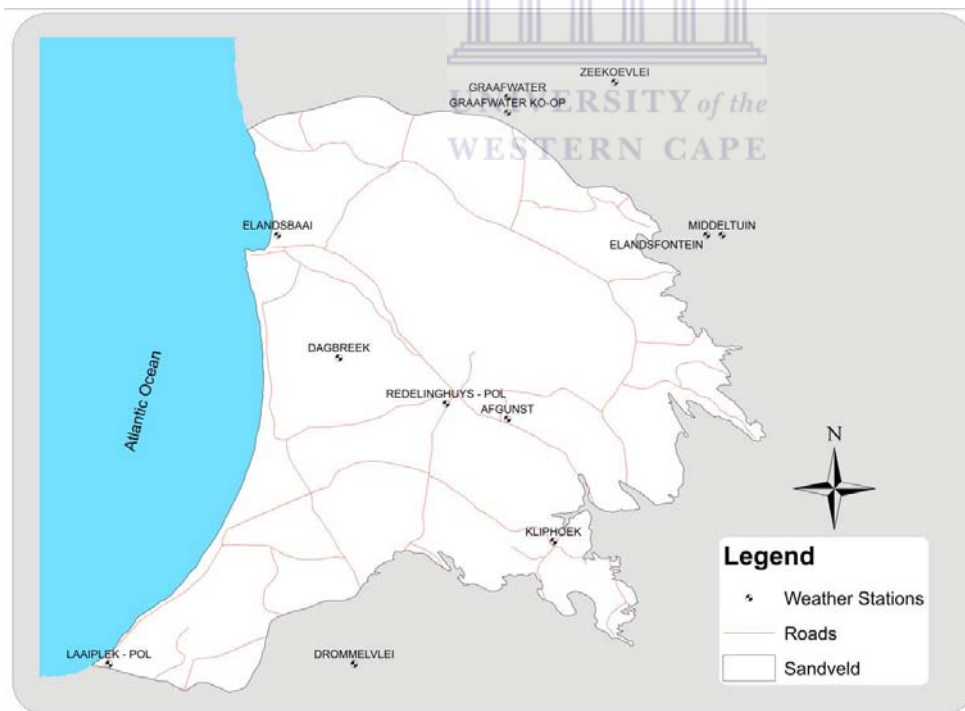 ZEEKOEVLEI
GRAAFWATER
GRAAFWATER KO-OP
UNIVERSITY of the
WESTERN CAPE
ELANDSBAAI
MIDDELTUIN
ELANDSFONTEIN
DAGBREEK
Atlantic Ocean
REDELINGHUYS - POL
AFGUNST
N
KLIPHOEK
Legend
Weather Stations
Roads
Sandveld
LAAIPLEK - POL
DROMMELVLEI